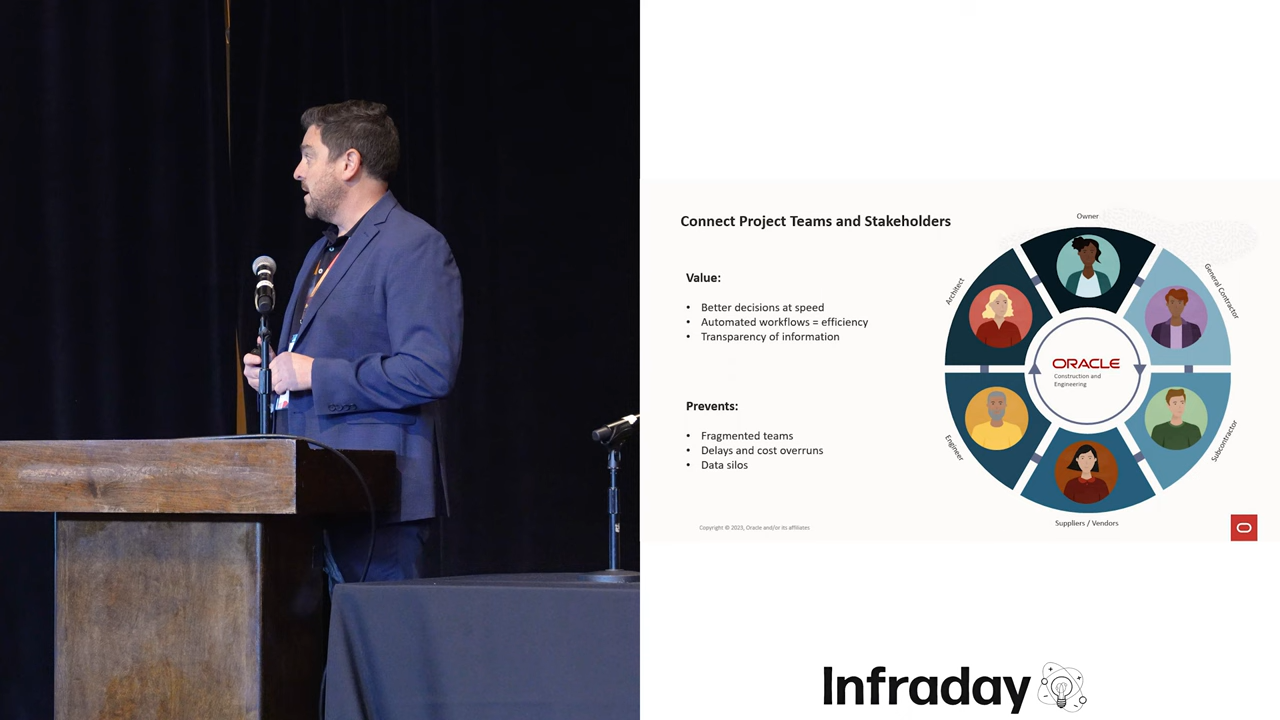 Connect Project Teams and Stakeholders
Value:
• Better decisions at speed
• Automated workflows = efficiency
• Transparency of information
Prevents:
• Fragmented teams
• Delays and cost overruns
• Data silos
Copyright © 2023, Oracle and/or its affiliates
Owner
General Contractor
Subcontractor
Suppliers / Vendors
Engineer
Architect
ORACLE
Construction and
Engineering
Infraday